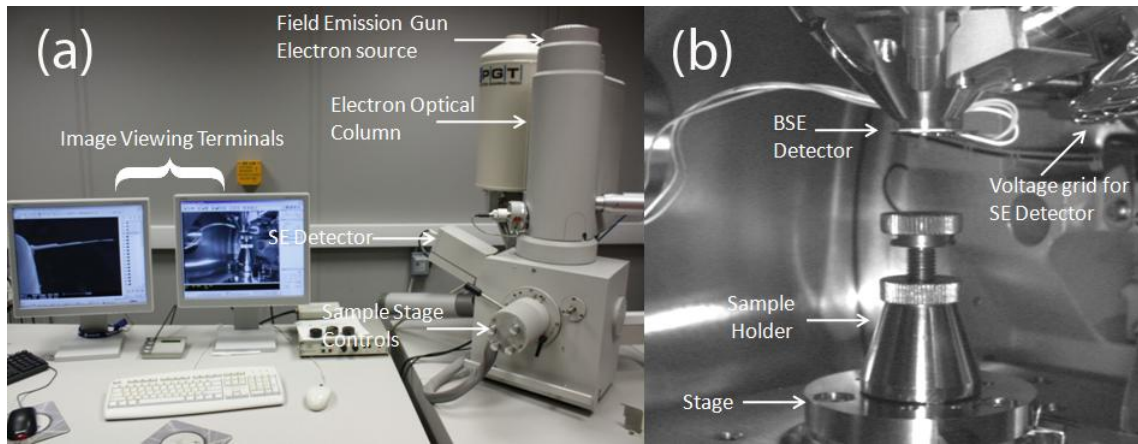 (a)
Field Emission Gun
Electron source
PGT
Electron Optical
Column
Image Viewing Terminals
SE Detector
Sample Stage
Controls
(b)
BSE
Detector
Voltage grid for
SE Detector
Sample
Holder
Stage